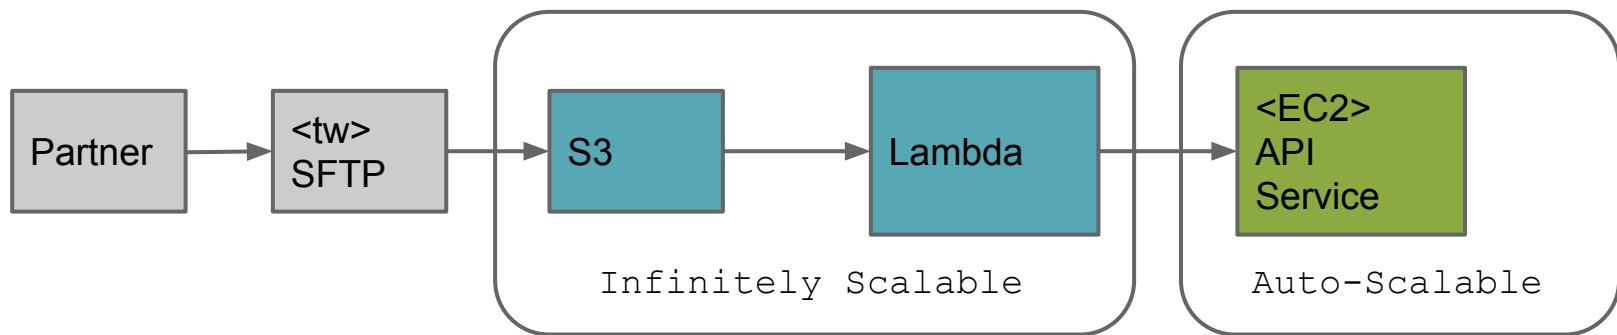 Partner
<tw>
SFTP
S3
Lambda
<EC2>
API
Service
Infinitely Scalable
Auto-Scalable